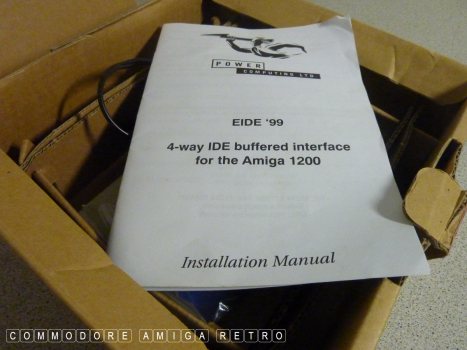 POWER
COMPUTING LTD
EIDE '99
4-way IDE buffered interface
for the Amiga 1200
Installation Manual
COMMODORE AMIGA RETRO